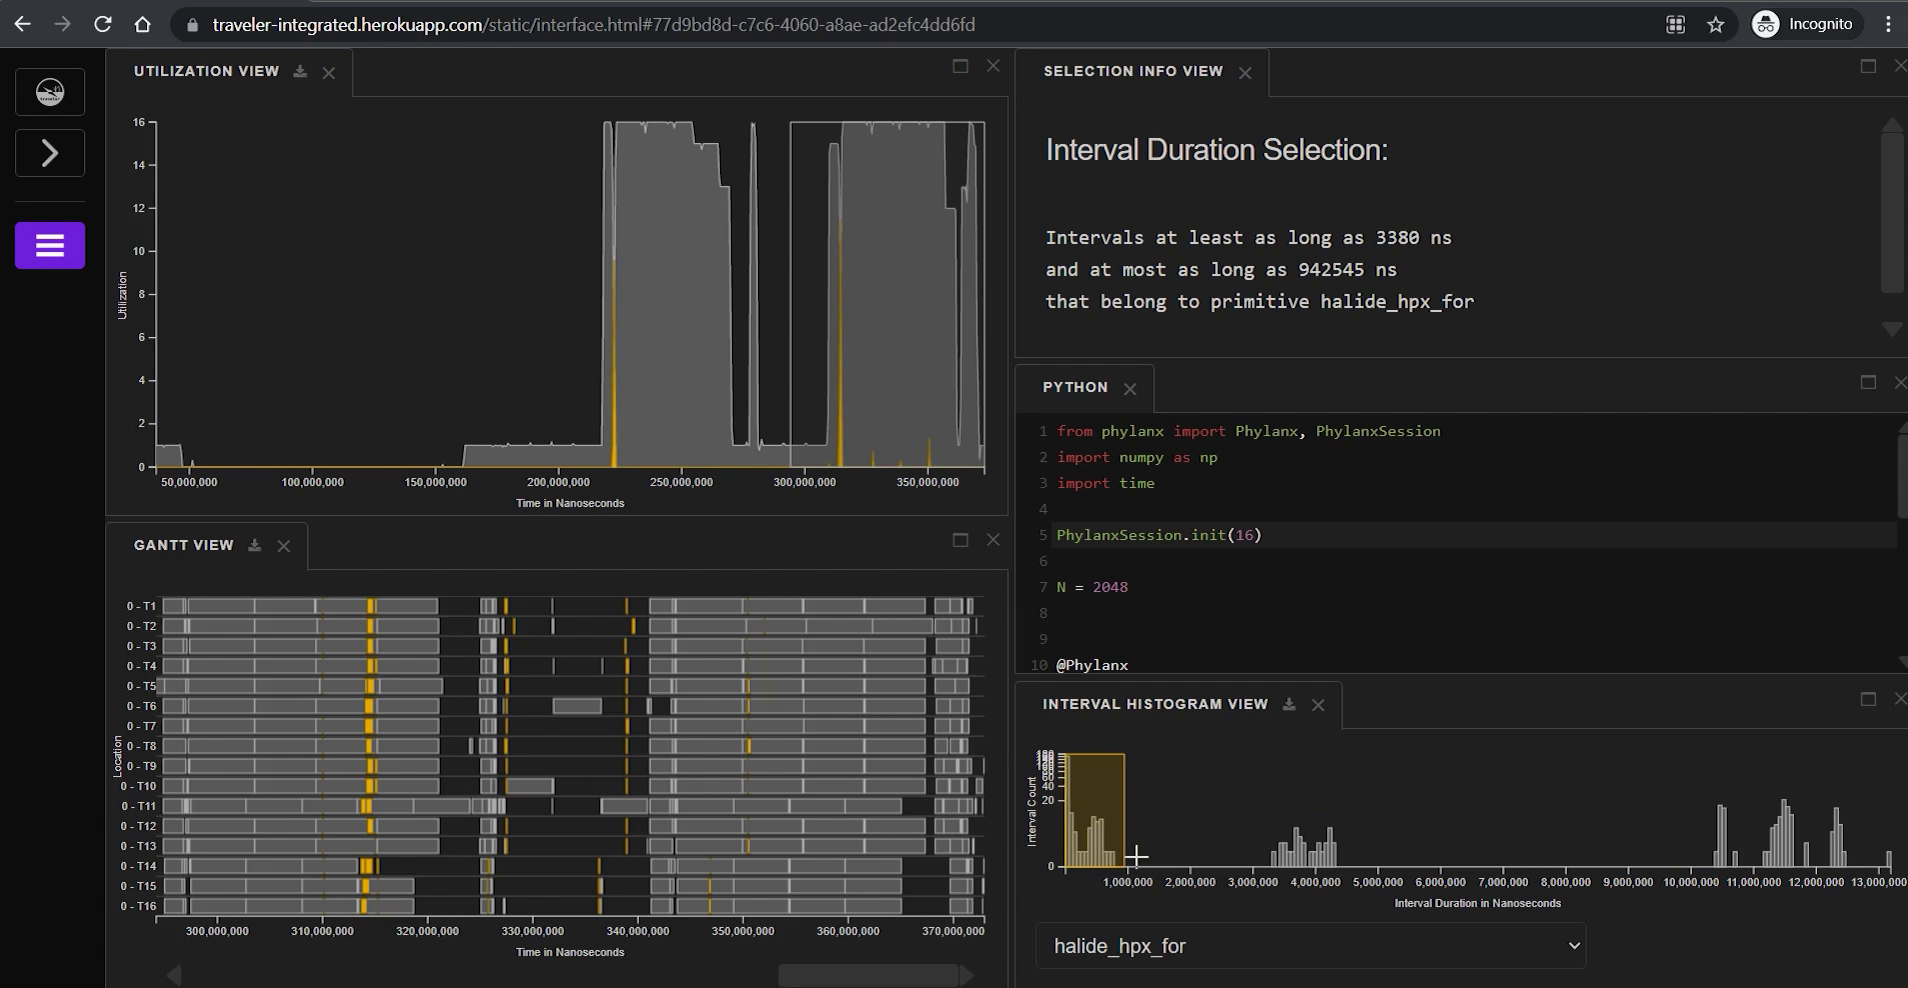 traveler-integrated.herokuapp.com/static/interface.html#77d9bd8d-c7c6-4060-a8ae-ad2efc4dd6fd
Incognito
UTILIZATION VIEW
16
14
12
10
8
6
4
2
0
Utilization
50,000,000 100,000,000 150,000,000 200,000,000 250,000,000 300,000,000 350,000,000
Time in Nanoseconds
GANTT VIEW
0 - T1
0 - T2
0 - T3
0 - T4
0 - T5
0 - T6
0 - T7
0 - T8
0 - T9
0 - T10
0 - T11
0 - T12
0 - T13
0 - T14
0 - T15
0 - T16
Location
300,000,000 310,000,000 320,000,000 330,000,000 340,000,000 350,000,000 360,000,000 370,000,000
Time in Nanoseconds
SELECTION INFO VIEW
Interval Duration Selection:
Intervals at least as long as 3380 ns
and at most as long as 942545 ns
that belong to primitive halide_hpx_for
PYTHON
1 from phylanx import Phylanx, PhylanxSession
2 import numpy as np
3 import time
4
5 PhylanxSession.init(16)
6
7 N = 2048
8
9
10 @Phylanx
INTERVAL HISTOGRAM VIEW
40
20
0
Interval Count
1,000,000 2,000,000 3,000,000 4,000,000 5,000,000 6,000,000 7,000,000 8,000,000 9,000,000 10,000,000 11,000,000 12,000,000 13,000,000
Interval Duration in Nanoseconds
halide_hpx_for